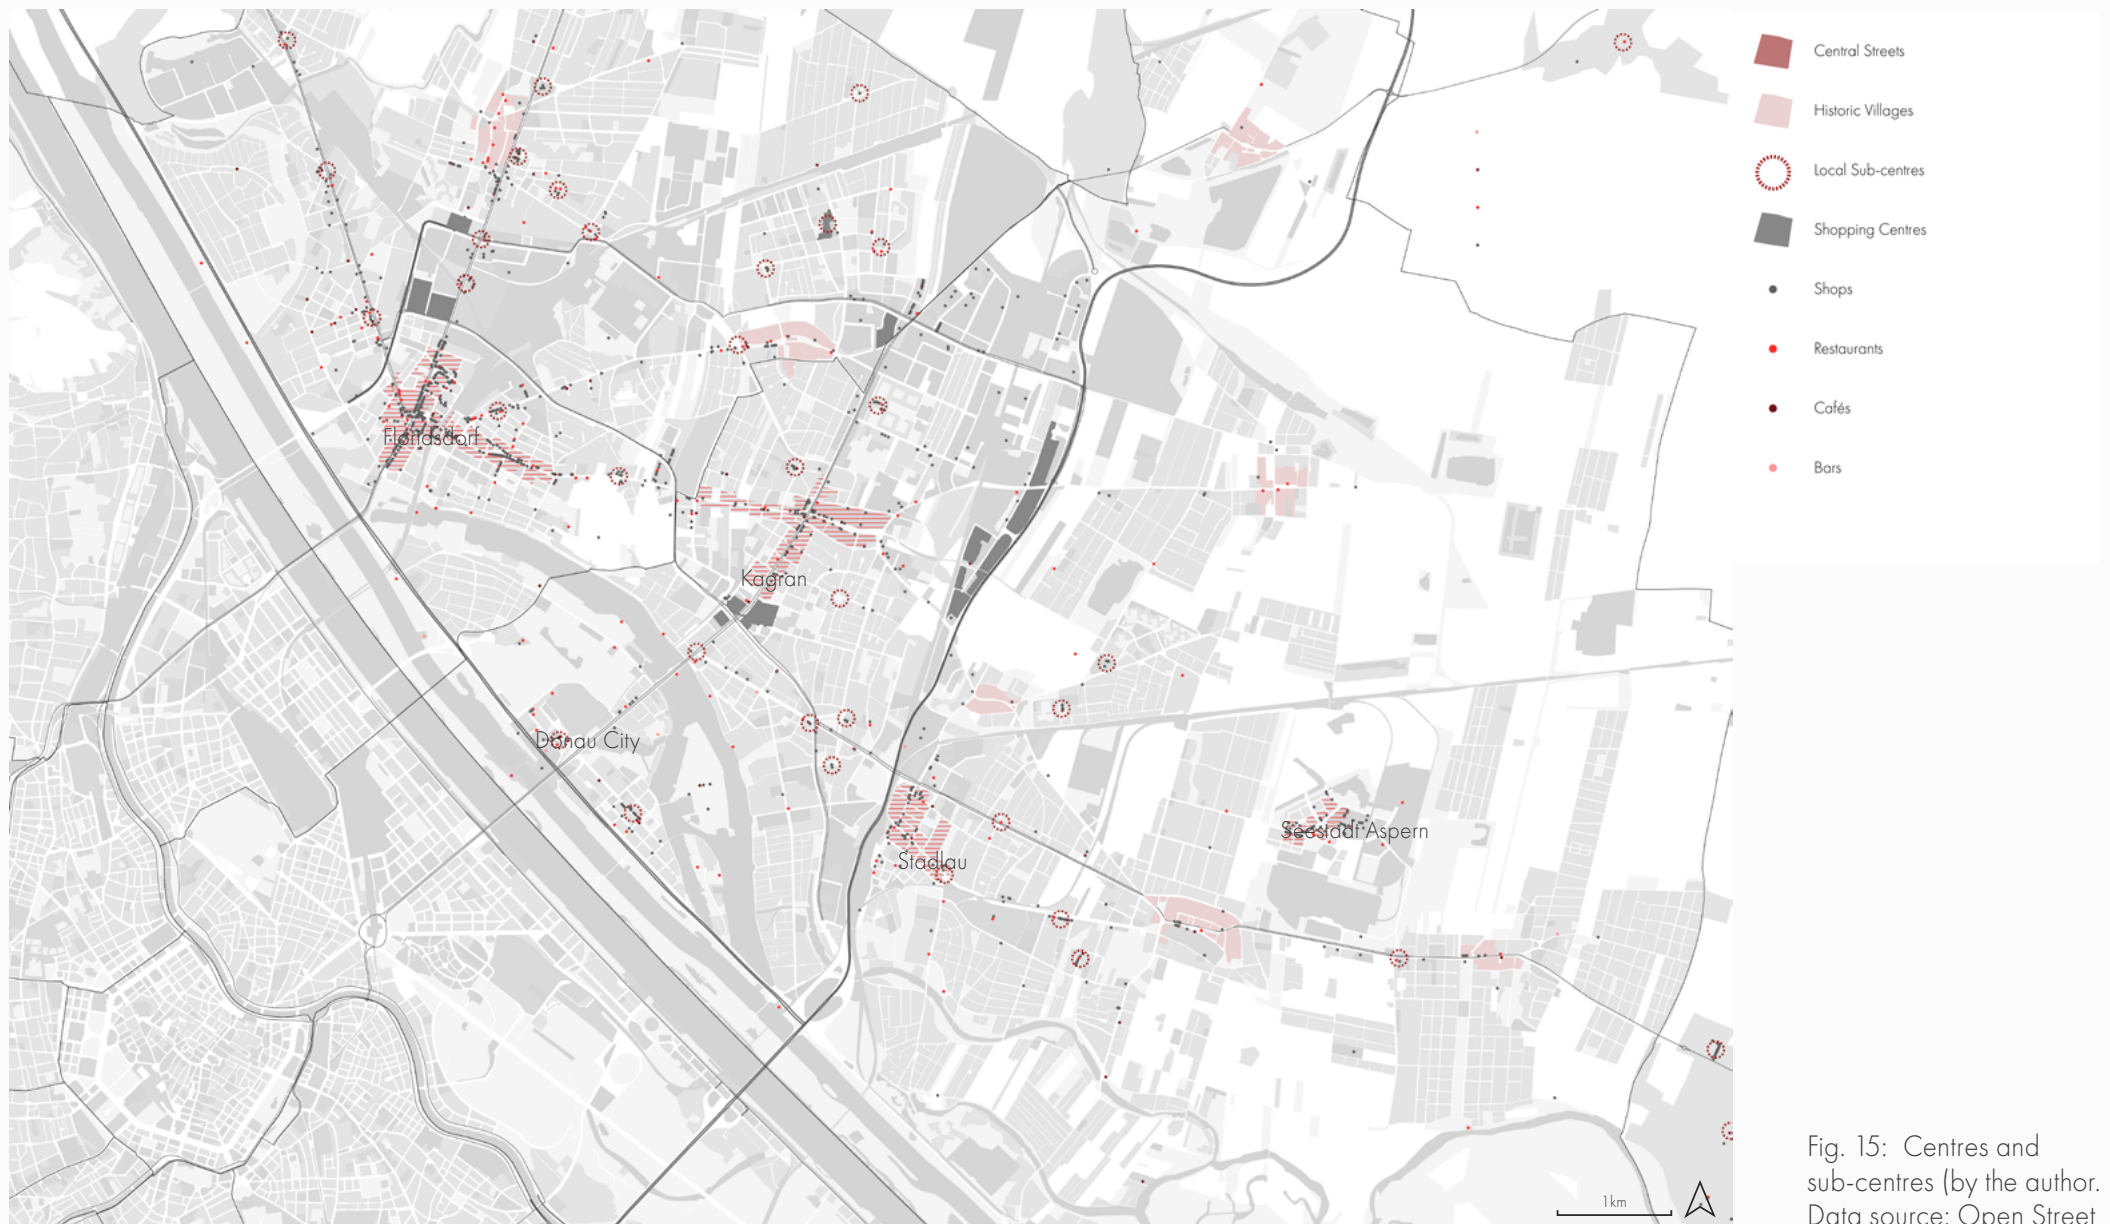 Central Streets
Historic Villages
Local Sub-centres
Shopping Centres
Shops
Restaurants
Cafés
Bars
Floridsdorf
Kagran
Donau City
Seestadt Aspern
Stadlau
1km
Fig. 15: Centres and
sub-centres (by the author.
Data source: Open Street